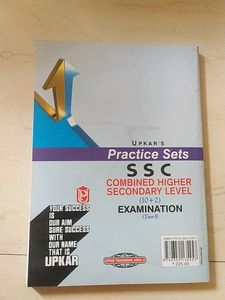 UPKAR'S
Practice Sets
SSC
COMBINED HIGHER
SECONDARY LEVEL
(10+2)
EXAMINATION
(Tier-I)
YOUR SUCCESS
IS
OUR AIM
SURE SUCCESS
WITH
OUR NAME
THAT IS
UPKAR